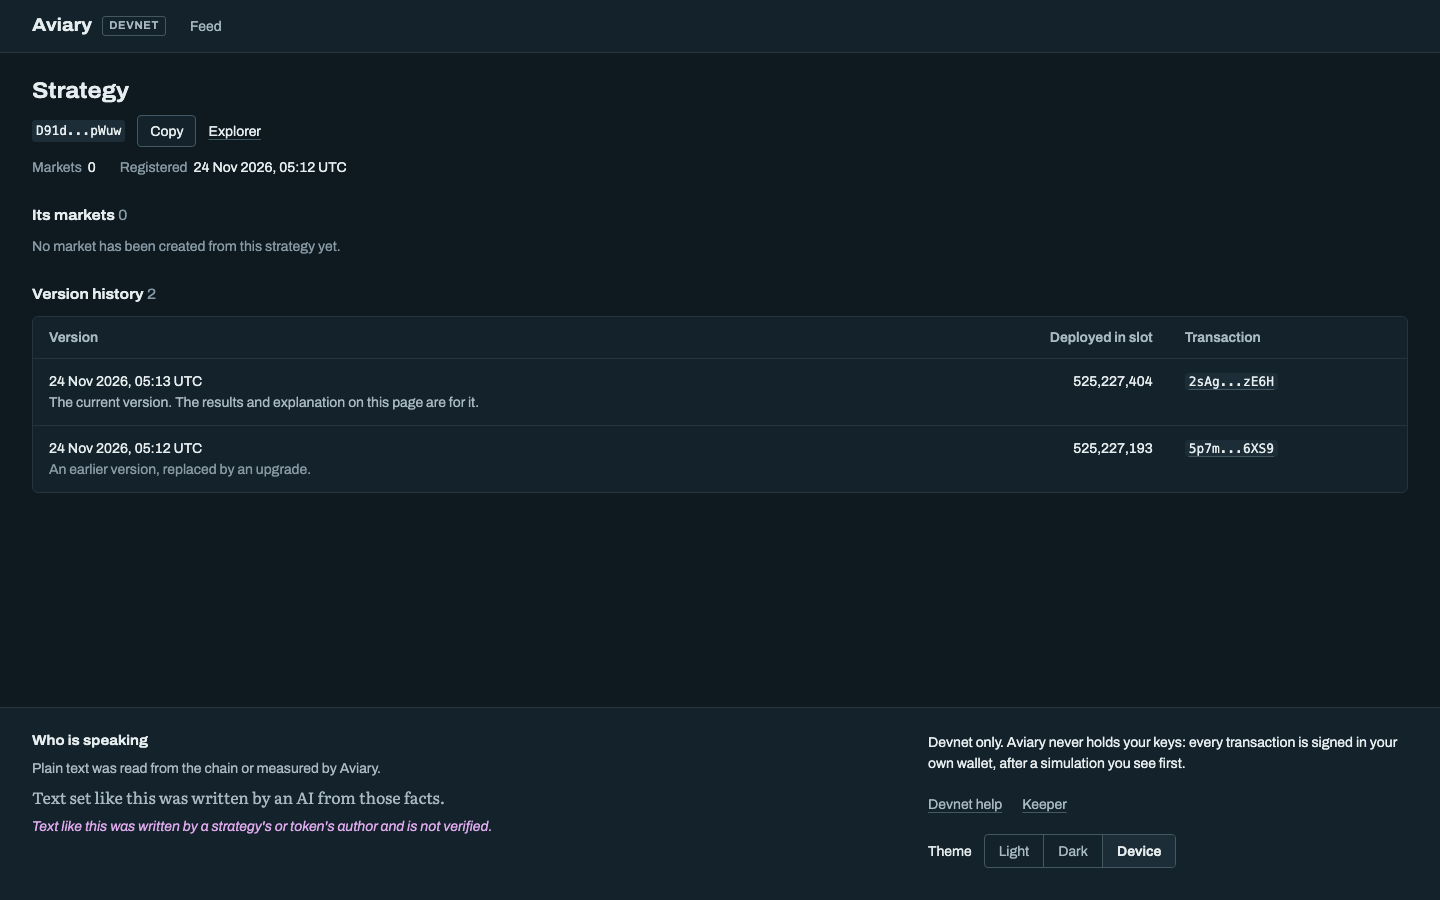 Aviary DEVNET Feed
Strategy
D91d...pWuw Copy Explorer
Markets 0 Registered 24 Nov 2026, 05:12 UTC
Its markets 0
No market has been created from this strategy yet.
Version history 2
Version Deployed in slot Transaction
24 Nov 2026, 05:13 UTC 525,227,404 2sAg...zE6H
The current version. The results and explanation on this page are for it.
24 Nov 2026, 05:12 UTC 525,227,193 5p7m...6XS9
An earlier version, replaced by an upgrade.
Who is speaking
Plain text was read from the chain or measured by Aviary.
Text set like this was written by an AI from those facts.
Text like this was written by a strategy's or token's author and is not verified.
Devnet only. Aviary never holds your keys: every transaction is signed in your
own wallet, after a simulation you see first.
Devnet help Keeper
Theme Light Dark Device